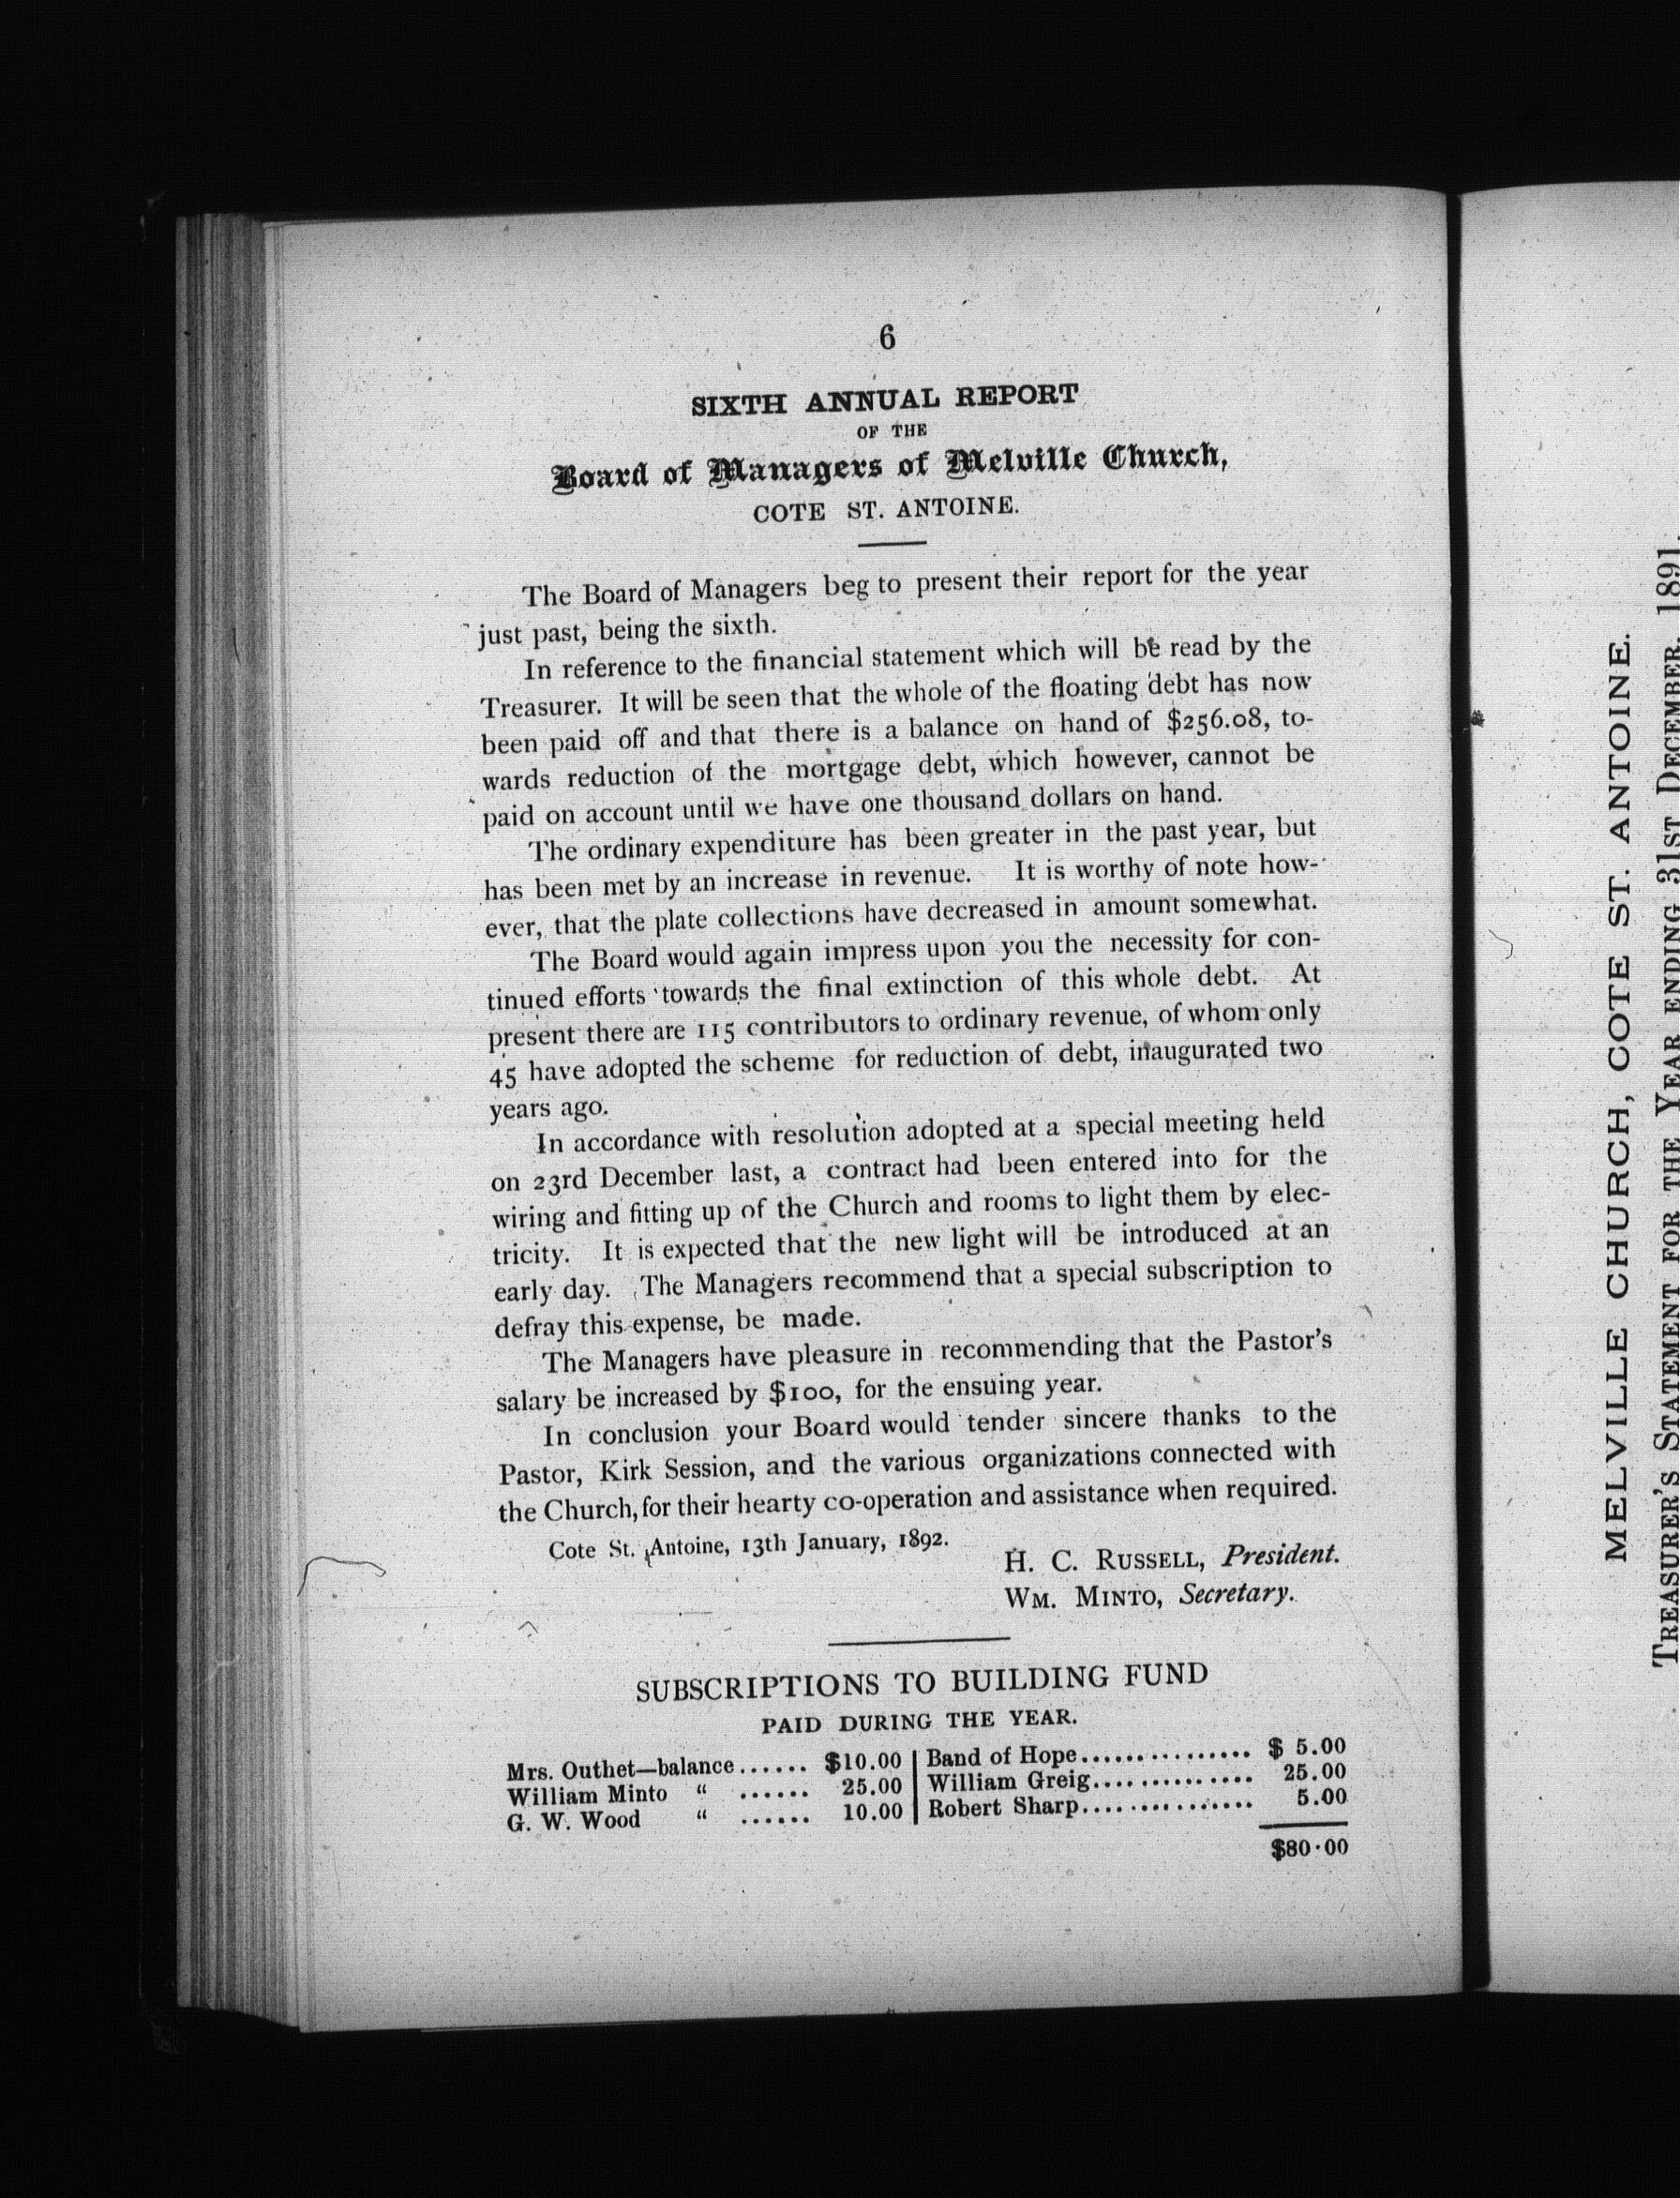 6
SIXTH ANNUAL REPORT
OF THE
Board of Managers of Melville Church,
COTE ST. ANTOINE.
The Board of Managers beg to present their report for the year
just past, being the sixth.
In reference to the financial statement which will be read by the
Treasurer. It will be seen that the whole of the floating debt has now
been paid off and that there is a balance on hand of $256.08, to-
wards reduction of the mortgage debt, which however, cannot be
paid on account until we have one thousand dollars on hand.
The ordinary expenditure has been greater in the past year, but
has been met by an increase in revenue. It is worthy of note how-
ever, that the plate collections have decreased in amount somewhat.
The Board would again impress upon you the necessity for con-
tinued efforts towards the final extinction of this whole debt. At
present there are 115 contributors to ordinary revenue, of whom only
45 have adopted the scheme for reduction of debt, inaugurated two
years ago.
In accordance with resolution adopted at a special meeting held
on 23rd December last, a contract had been entered into for the
wiring and fitting up of the Church and rooms to light them by elec-
tricity. It is expected that the new light will be introduced at an
early day. The Managers recommend that a special subscription to
defray this expense, be made.
The Managers have pleasure in recommending that the Pastor's
salary be increased by $100, for the ensuing year.
In conclusion your Board would tender sincere thanks to the
Pastor, Kirk Session, and the various organizations connected with
the Church, for their hearty co-operation and assistance when required.
Cote St. Antoine, 13th January, 1892.
H. C. RUSSELL, President.
WM. MINTO, Secretary.
SUBSCRIPTIONS TO BUILDING FUND
PAID DURING THE YEAR.
Mrs. Outhet—balance...... $10.00 | Band of Hope............... $ 5.00
William Minto “ ...... 25.00 | William Greig.............. 25.00
G. W. Wood “ ...... 10.00 | Robert Sharp............... 5.00
$80.00
MELVILLE CHURCH, COTE ST. ANTOINE.
TREASURER'S STATEMENT FOR THE YEAR ENDING 31ST DECEMBER, 1891.